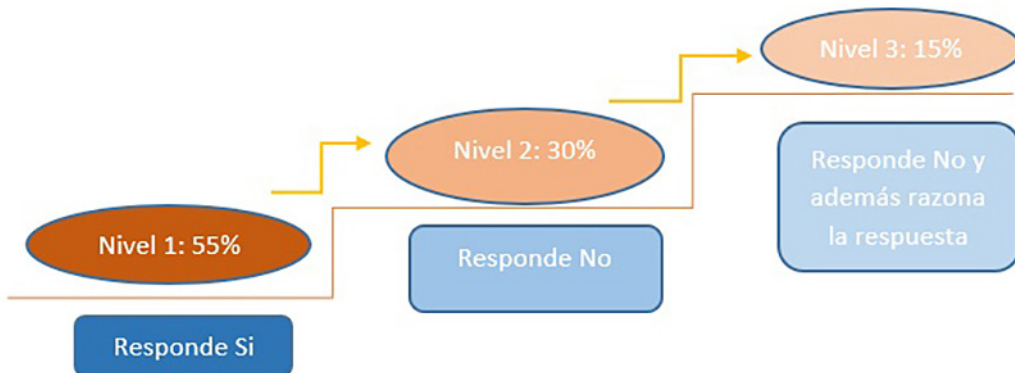 Nivel 1: 55%
Responde Si
Nivel 2: 30%
Responde No
Nivel 3: 15%
Responde No y
además razona
la respuesta